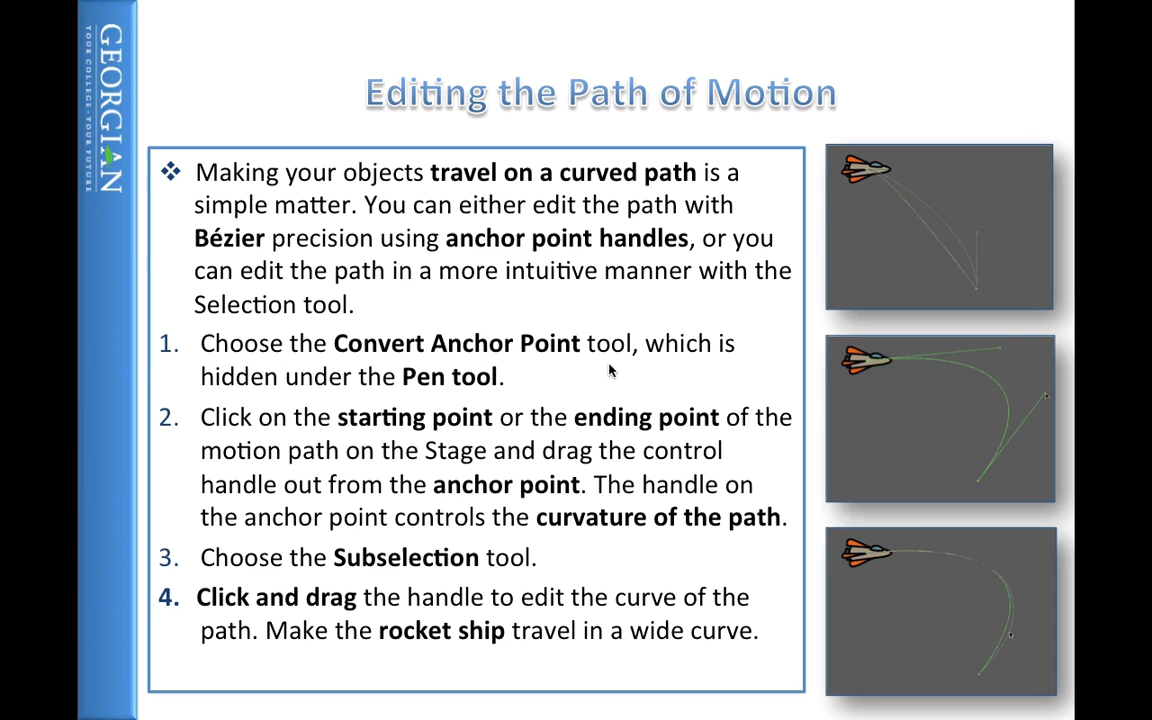 GEORGIAN
YOUR COLLEGE · YOUR FUTURE
Editing the Path of Motion
❖ Making your objects travel on a curved path is a
simple matter. You can either edit the path with
Bézier precision using anchor point handles, or you
can edit the path in a more intuitive manner with the
Selection tool.
1. Choose the Convert Anchor Point tool, which is
hidden under the Pen tool.
2. Click on the starting point or the ending point of the
motion path on the Stage and drag the control
handle out from the anchor point. The handle on
the anchor point controls the curvature of the path.
3. Choose the Subselection tool.
4. Click and drag the handle to edit the curve of the
path. Make the rocket ship travel in a wide curve.